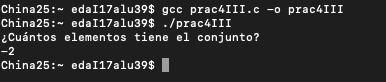 China25:~ edaI17alu39$ gcc prac4III.c -o prac4III
China25:~ edaI17alu39$ ./prac4III
¿Cuántos elementos tiene el conjunto?
-2
China25:~ edaI17alu39$